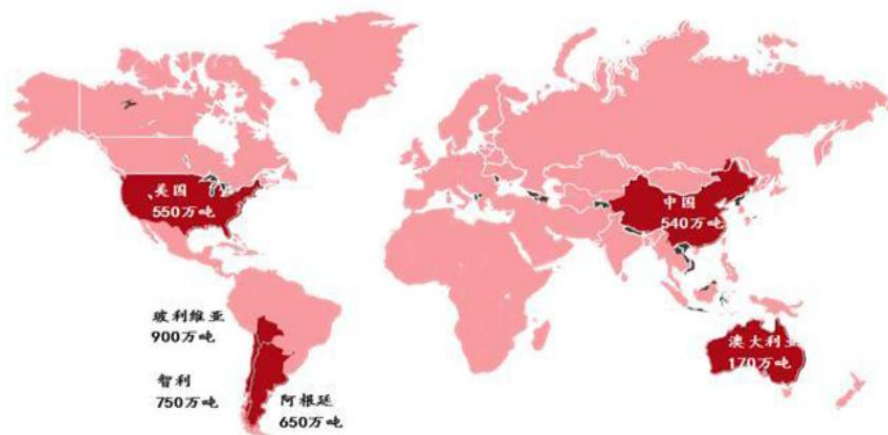 、美国
550万吨
中国
540万吨
玻利维亚
900万吨
澳大利亚
170万吨
智利
750万吨
阿根廷
650万吨